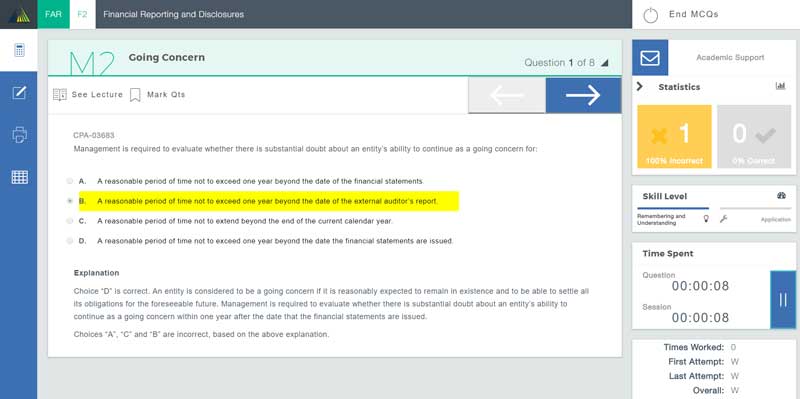 FAR F2 Financial Reporting and Disclosures End MCQs
M2 Going Concern Question 1 of 8
See Lecture Mark Qts
CPA-03683
Management is required to evaluate whether there is substantial doubt about an entity's ability to continue as a going concern for:
A. A reasonable period of time not to exceed one year beyond the date of the financial statements.
B. A reasonable period of time not to exceed one year beyond the date of the external auditor's report.
C. A reasonable period of time not to extend beyond the end of the current calendar year.
D. A reasonable period of time not to exceed one year beyond the date the financial statements are issued.
Explanation
Choice “D” is correct. An entity is considered to be a going concern if it is reasonably expected to remain in existence and to be able to settle all
its obligations for the foreseeable future. Management is required to evaluate whether there is substantial doubt about an entity's ability to
continue as a going concern within one year after the date that the financial statements are issued.
Choices “A”, “C” and “B” are incorrect, based on the above explanation.
Academic Support
Statistics
1 0
100% Incorrect 0% Correct
Skill Level
Remembering and
Understanding Application
Time Spent
Question
00:00:08
Session
00:00:08
Times Worked: 0
First Attempt: W
Last Attempt: W
Overall: W